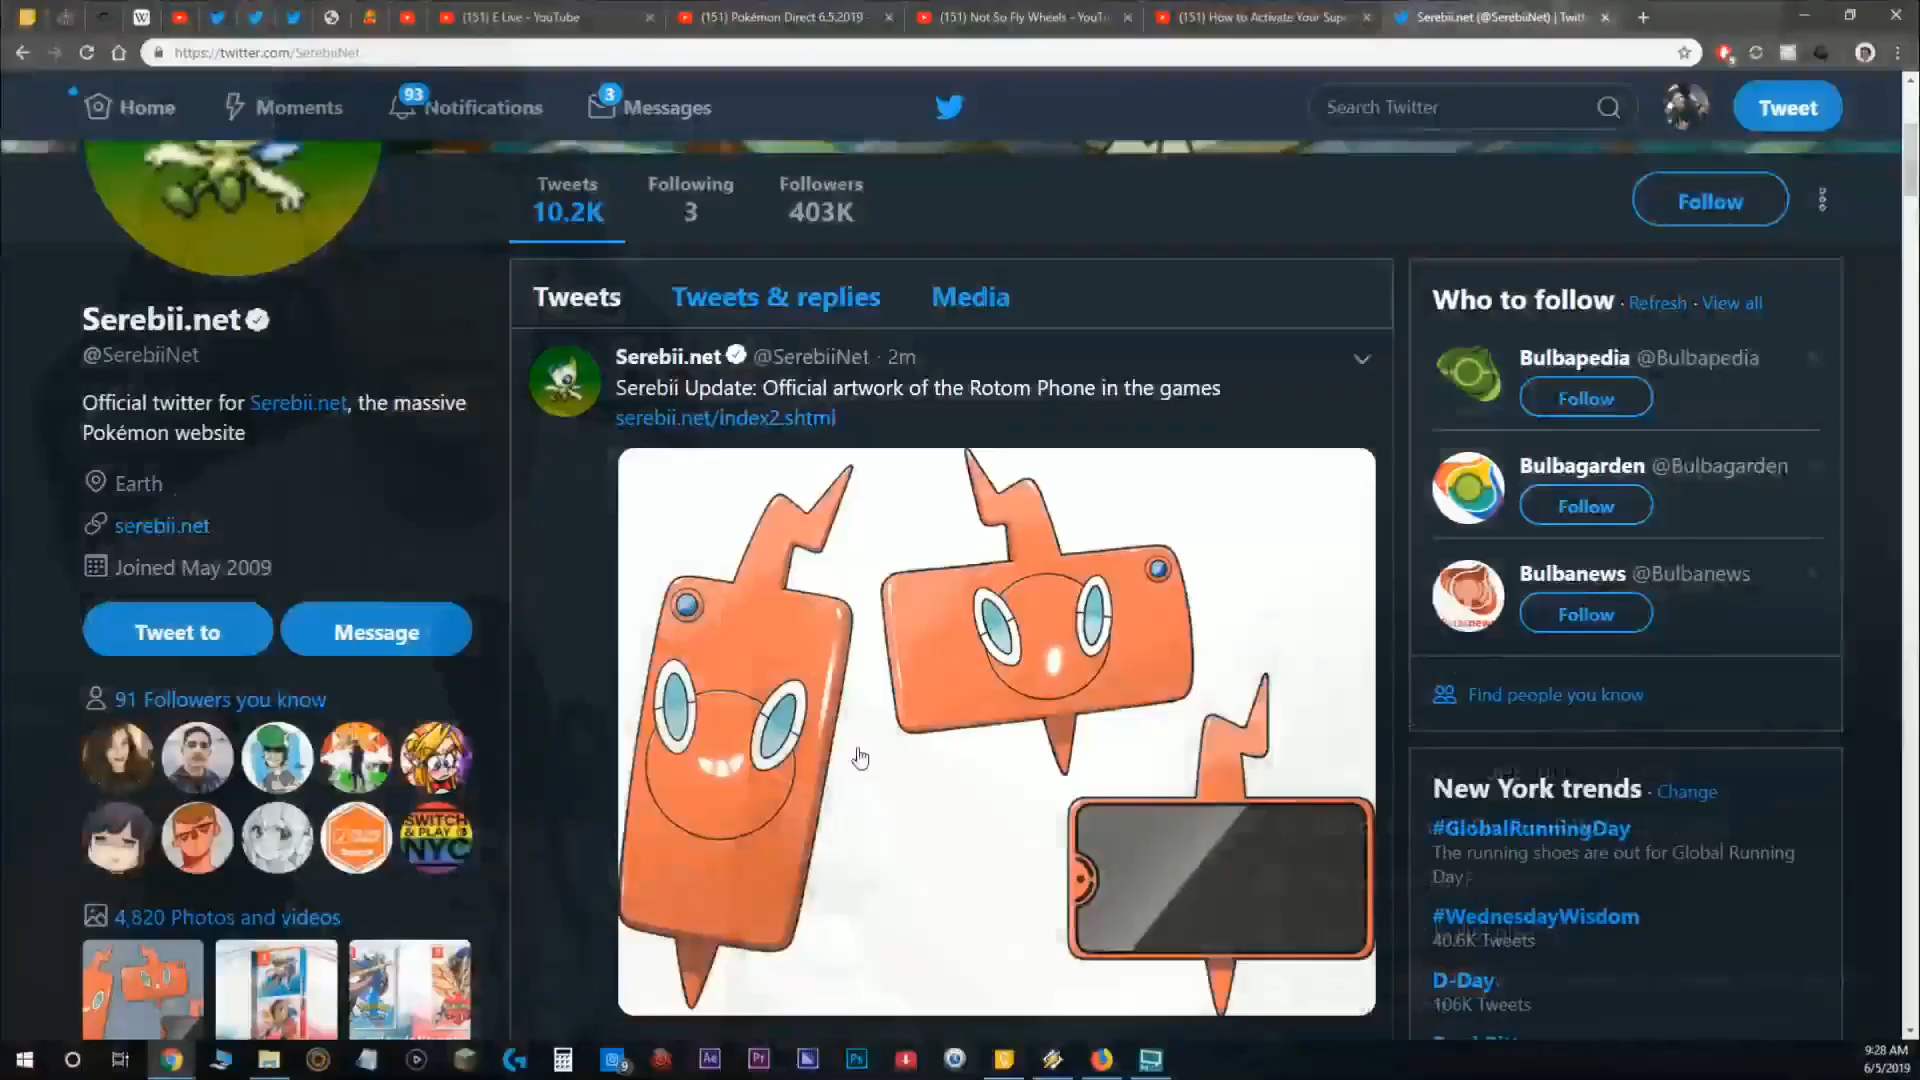 (151) E Live - YouTube
(151) Pokémon Direct 6.5.2019
(151) Not So Fly Wheels - YouT
(151) How to Activate Your Sup
Serebii.net (@SerebiiNet) | Twitt
https://twitter.com/SerebiiNet
Home
Moments
93
Notifications
3
Messages
Search Twitter
Tweet
Tweets
10.2K
Following
3
Followers
403K
Follow
Serebii.net
@SerebiiNet
Official twitter for Serebii.net, the massive
Pokémon website
Earth
serebii.net
Joined May 2009
Tweet to
Message
91 Followers you know
SWITCH
& PLAY
NYC
4,820 Photos and videos
Tweets
Tweets & replies
Media
Serebii.net @SerebiiNet · 2m
Serebii Update: Official artwork of the Rotom Phone in the games
serebii.net/index2.shtml
Who to follow · Refresh · View all
Bulbapedia @Bulbapedia
Follow
Bulbagarden @Bulbagarden
Follow
Bulbanews @Bulbanews
Follow
Find people you know
New York trends · Change
#GlobalRunningDay
The running shoes are out for Global Running
Day
#WednesdayWisdom
40.6K Tweets
D-Day
106K Tweets
Ae
Pr
Ps
9:28 AM
6/5/2019